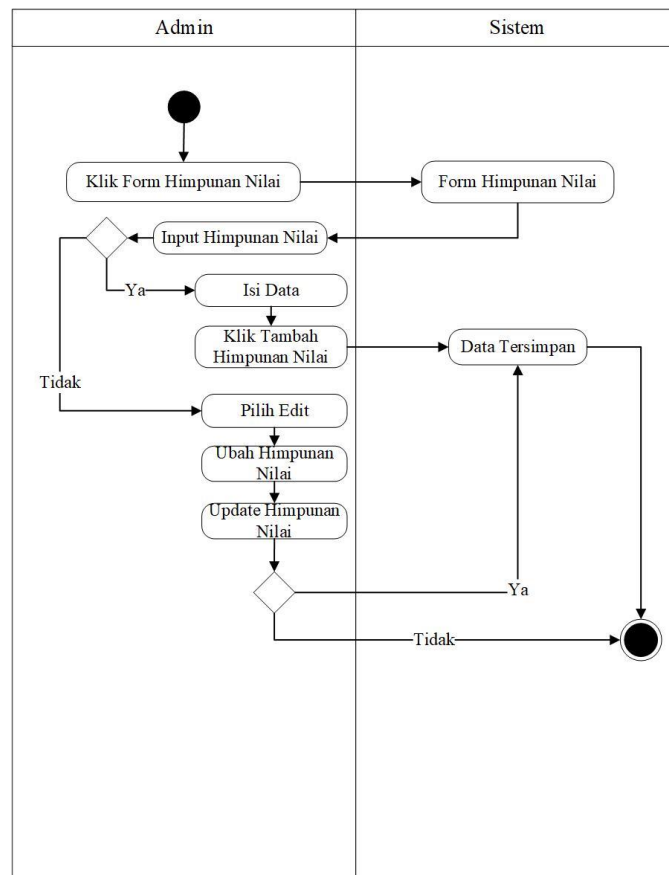 Admin
Sistem
Klik Form Himpunan Nilai
Form Himpunan Nilai
Input Himpunan Nilai
Ya
Isi Data
Klik Tambah
Himpunan Nilai
Data Tersimpan
Tidak
Pilih Edit
Ubah Himpunan
Nilai
Update Himpunan
Nilai
Ya
Tidak